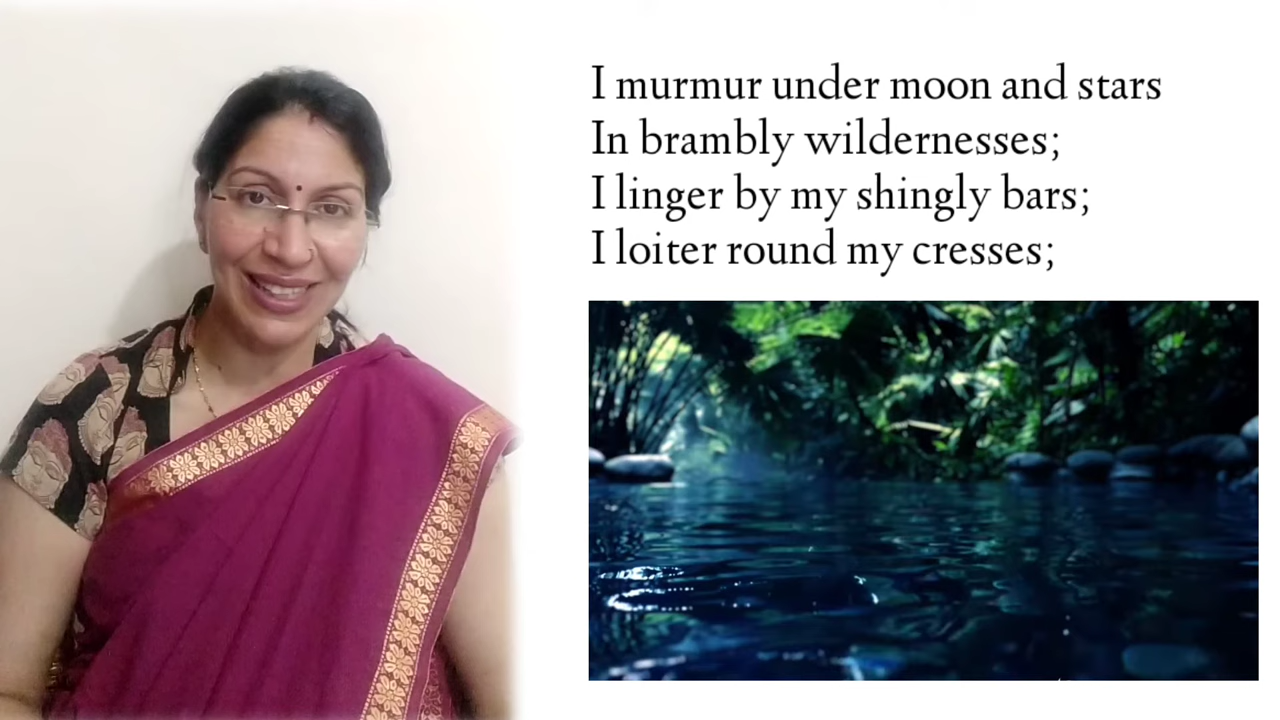 I murmur under moon and stars
In brambly wildernesses;
I linger by my shingly bars;
I loiter round my cresses;